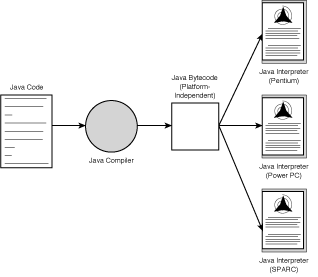 Java Code
Java Compiler
Java Bytecode
(Platform-
Independent)
Java Interpreter
(Pentium)
Java Interpreter
(Power PC)
Java Interpreter
(SPARC)